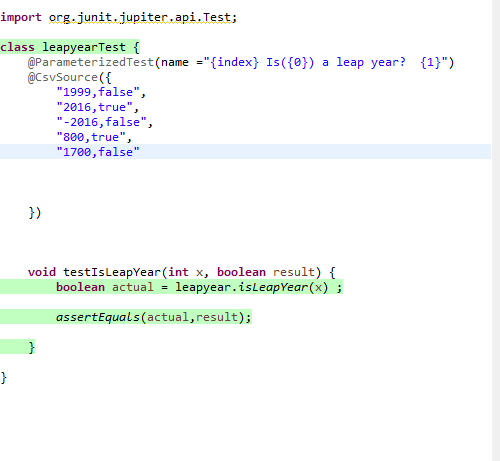 import org.junit.jupiter.api.Test;
class leapyearTest {
@ParameterizedTest(name ="{index} Is({0}) a leap year?  {1}")
@CsvSource({
"1999,false",
"2016,true",
"-2016,false",
"800,true",
"1700,false"
})
void testIsLeapYear(int x, boolean result) {
boolean actual = leapyear.isLeapYear(x) ;
assertEquals(actual,result);
}
}